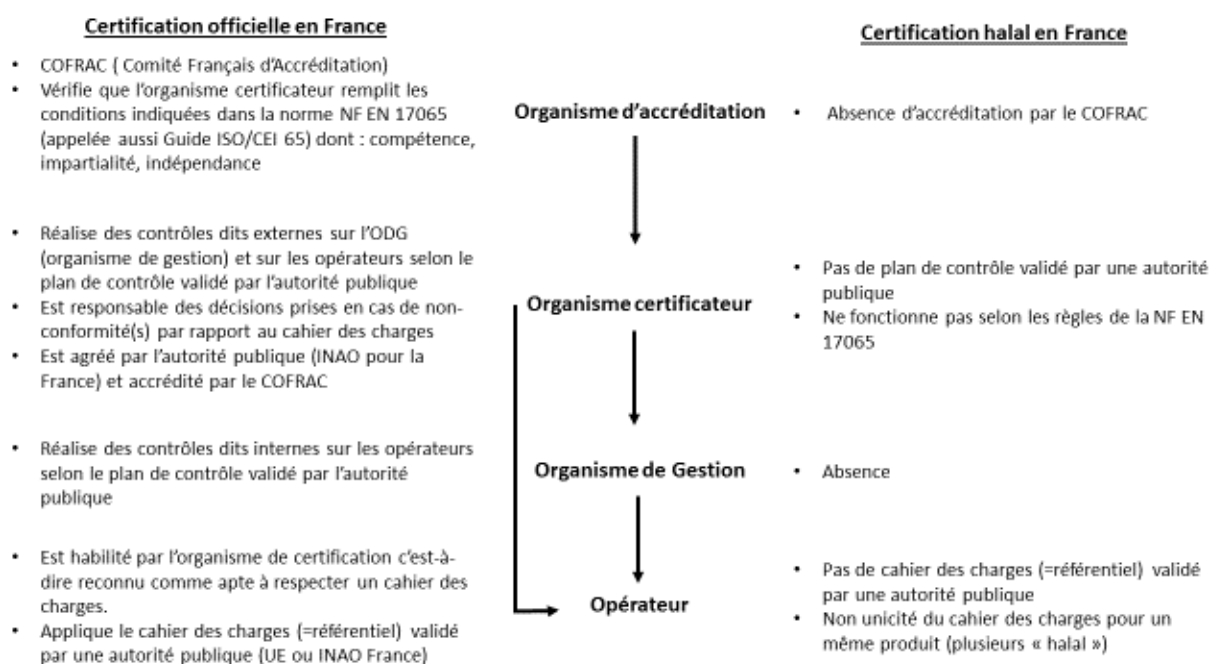 Certification officielle en France
• COFRAC ( Comité Français d'Accréditation)
• Vérifie que l'organisme certificateur remplit les
conditions indiquées dans la norme NF EN 17065
(appelée aussi Guide ISO/CEI 65) dont : compétence,
impartialité, indépendance
• Réalise des contrôles dits externes sur l'ODG
(organisme de gestion) et sur les opérateurs selon le
plan de contrôle validé par l'autorité publique
• Est responsable des décisions prises en cas de non-
conformité(s) par rapport au cahier des charges
• Est agréé par l'autorité publique (INAO pour la
France) et accrédité par le COFRAC
• Réalise des contrôles dits internes sur les opérateurs
selon le plan de contrôle validé par l'autorité
publique
• Est habilité par l'organisme de certification c'est-à-
dire reconnu comme apte à respecter un cahier des
charges.
• Applique le cahier des charges (=référentiel) validé
par une autorité publique (UE ou INAO France)
Organisme d'accréditation
Organisme certificateur
Organisme de Gestion
Opérateur
Certification halal en France
• Absence d'accréditation par le COFRAC
• Pas de plan de contrôle validé par une autorité
publique
• Ne fonctionne pas selon les règles de la NF EN
17065
• Absence
• Pas de cahier des charges (=référentiel) validé
par une autorité publique
• Non unicité du cahier des charges pour un
même produit (plusieurs « halal »)